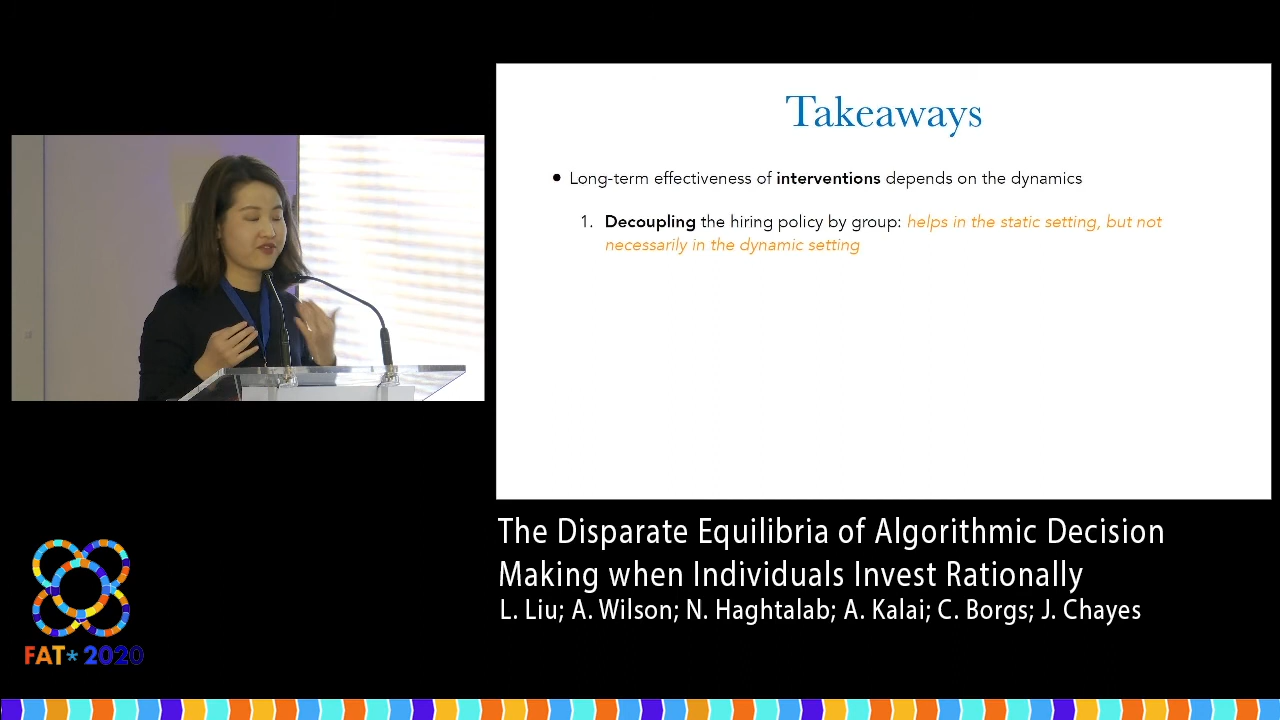 Takeaways
• Long-term effectiveness of interventions depends on the dynamics
1. Decoupling the hiring policy by group: helps in the static setting, but not
necessarily in the dynamic setting
The Disparate Equilibria of Algorithmic Decision
Making when Individuals Invest Rationally
L. Liu; A. Wilson; N. Haghtalab; A. Kalai; C. Borgs; J. Chayes
FAT* 2020